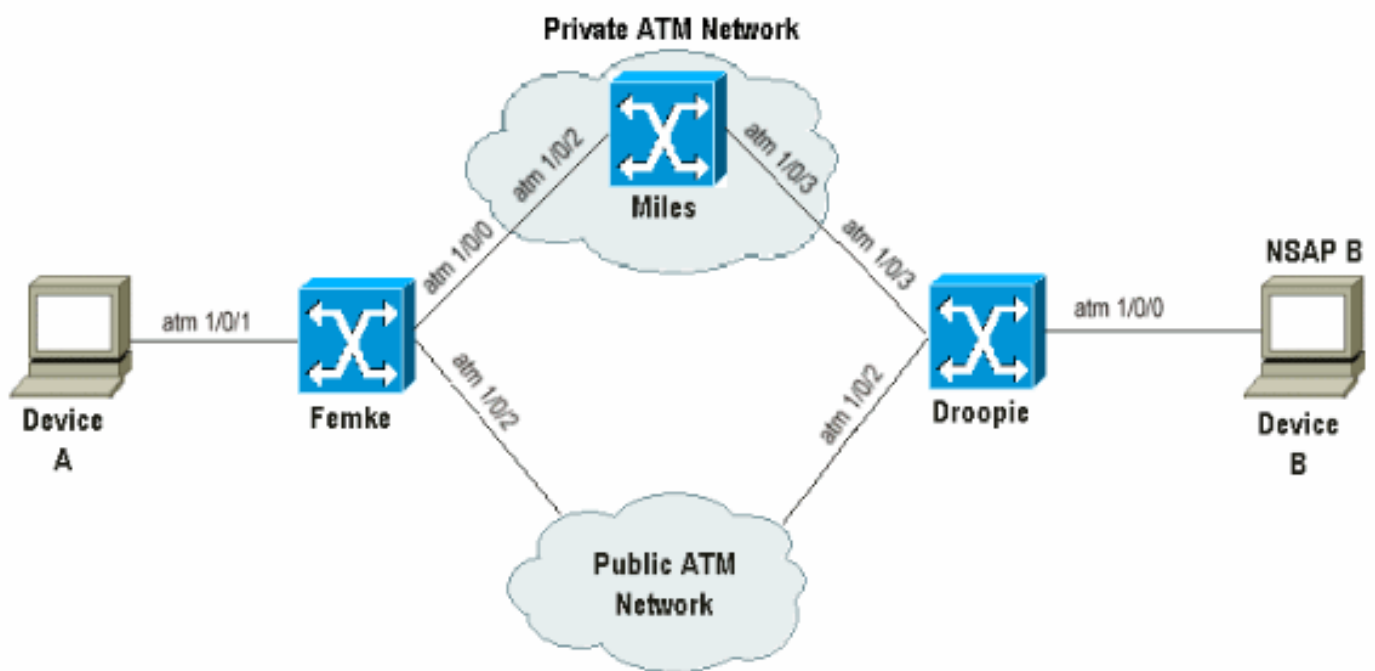 Private ATM Network
atm 1/0/2
atm 1/0/3
Miles
atm 1/0/0
atm 1/0/3
NSAP B
atm 1/0/1
atm 1/0/0
Device
A
Femke
atm 1/0/2
atm 1/0/2
Droopie
Device
B
Public ATM
Network